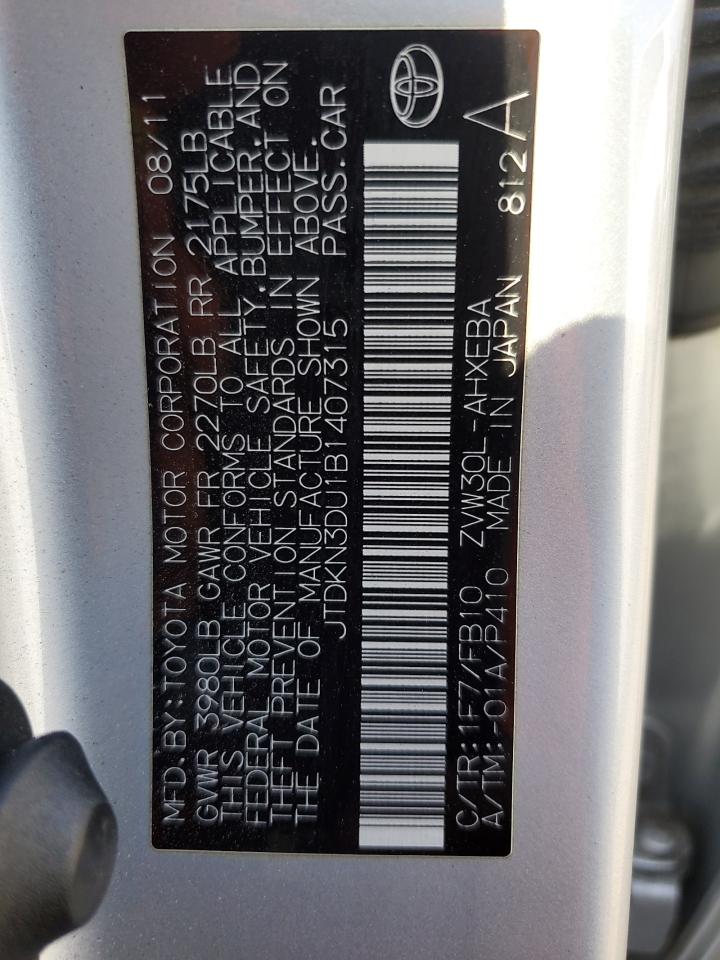 MFD.BY:TOYOTA MOTOR CORPORATION 08/11
GVWR 3980LB GAWR FR 2270LB RR 2175LB
THIS VEHICLE CONFORMS TO ALL APPLICABLE
FEDERAL MOTOR VEHICLE SAFETY,BUMPER,AND
THEFT PREVENTION STANDARDS IN EFFECT ON
THE DATE OF MANUFACTURE SHOWN ABOVE.
JTDKN3DU1B1407315 PASS.CAR
C/TR:1F7/FB10 ZVW30L-AHXEBA
A/TM:-01A/P410 MADE IN JAPAN 812 A